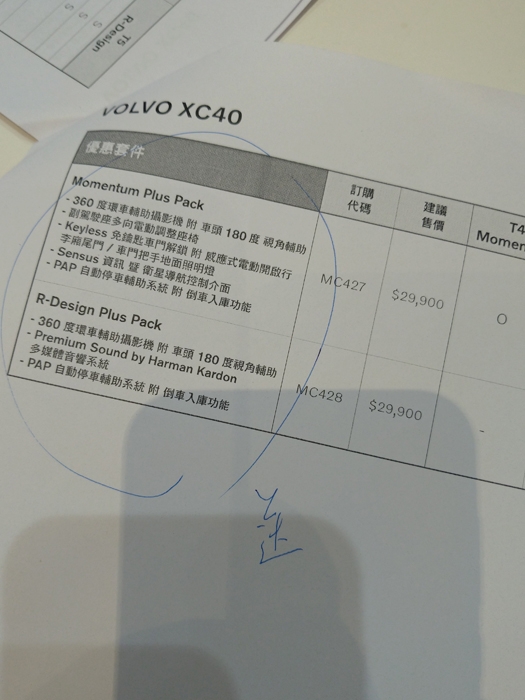 T5
R-Design
S
S
S
VOLVO XC40
優惠套件
訂購
代碼
建議
售價
T4
Momen
Momentum Plus Pack
- 360 度環車輔助攝影機 附 車頭 180 度 視角輔助
- 副駕駛座多向電動調整座椅
- Keyless 免鑰匙車門解鎖 附 感應式電動開啟行
李廂尾門 / 車門把手地面照明燈
- Sensus 資訊 暨 衛星導航控制介面
- PAP 自動停車輔助系統 附 倒車入庫功能
MC427
$29,900
O
R-Design Plus Pack
- 360 度環車輔助攝影機 附 車頭 180 度視角輔助
- Premium Sound by Harman Kardon
多媒體音響系統
- PAP 自動停車輔助系統 附 倒車入庫功能
MC428
$29,900
-